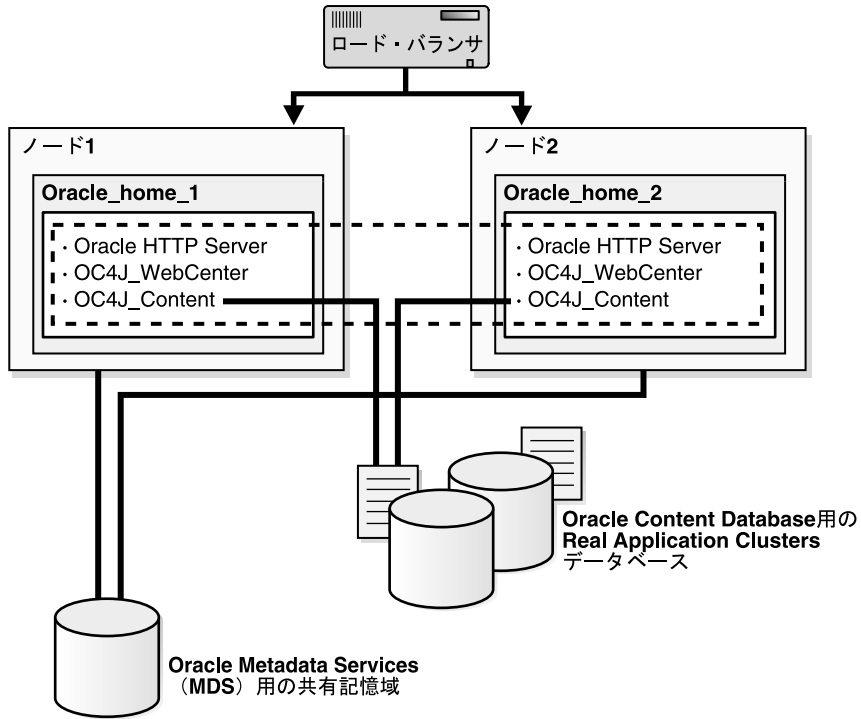 ロード・バランサ
ノード1
Oracle_home_1
・Oracle HTTP Server
・OC4J_WebCenter
・OC4J_Content
ノード2
Oracle_home_2
・Oracle HTTP Server
・OC4J_WebCenter
・OC4J_Content
Oracle Content Database用の
Real Application Clusters
データベース
Oracle Metadata Services
（MDS）用の共有記憶域